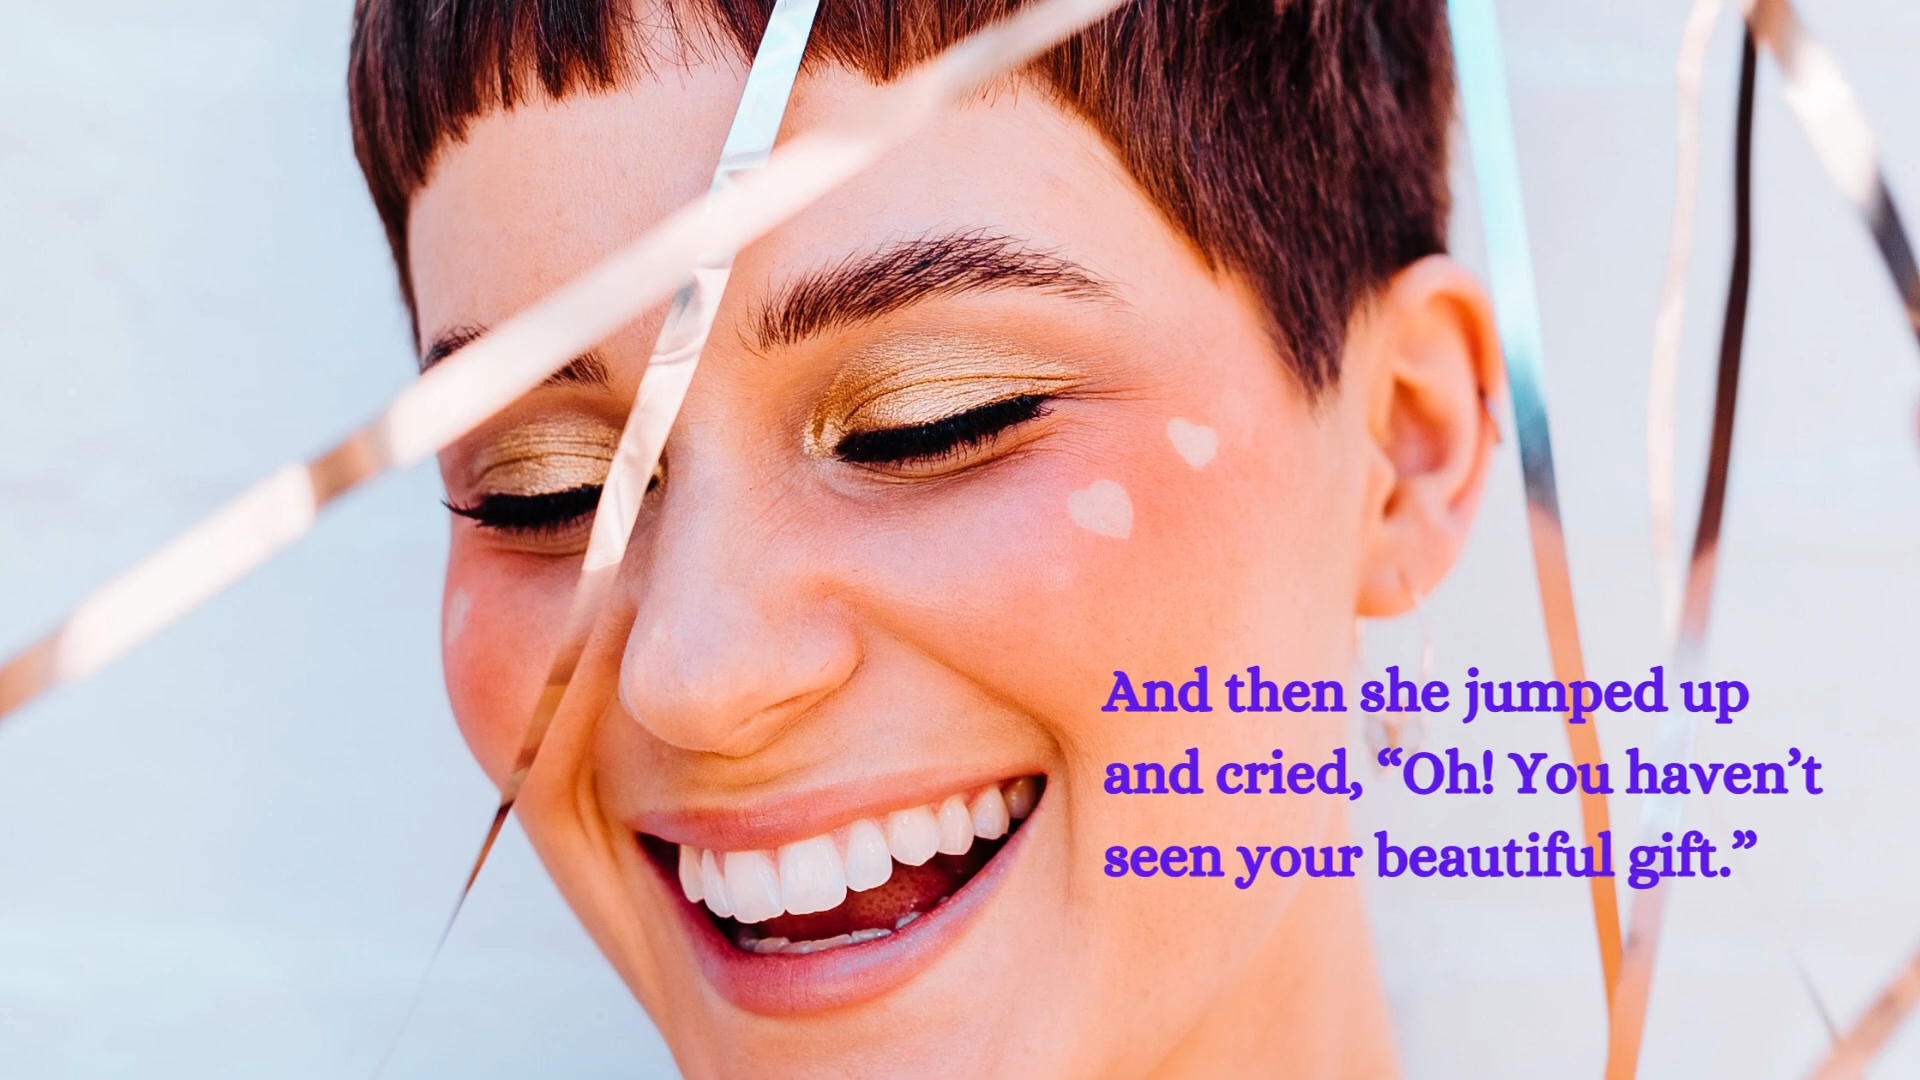 And then she jumped up
and cried, “Oh! You haven’t
seen your beautiful gift.”